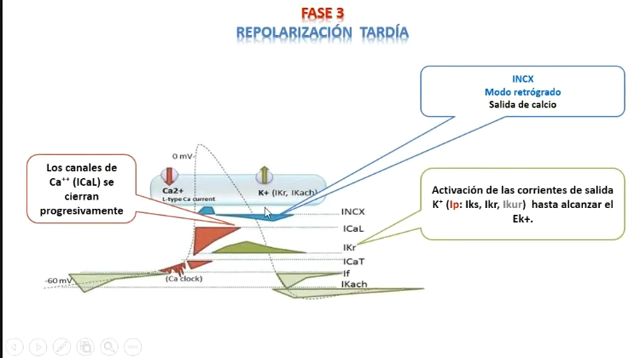 FASE 3
REPOLARIZACIÓN TARDÍA
INCX
Modo retrógrado
Salida de calcio
Los canales de
Ca⁺⁺ (ICaL) se
cierran
progresivamente
Activación de las corrientes de salida
K⁺ (Ip: Iks, Ikr, Ikur) hasta alcanzar el
Ek+.
0 mV
Ca2+
L-type Ca current
K+ (IKr, IKach)
INCX
ICaL
IKr
ICaT
If
IKach
-60 mV
(Ca clock)